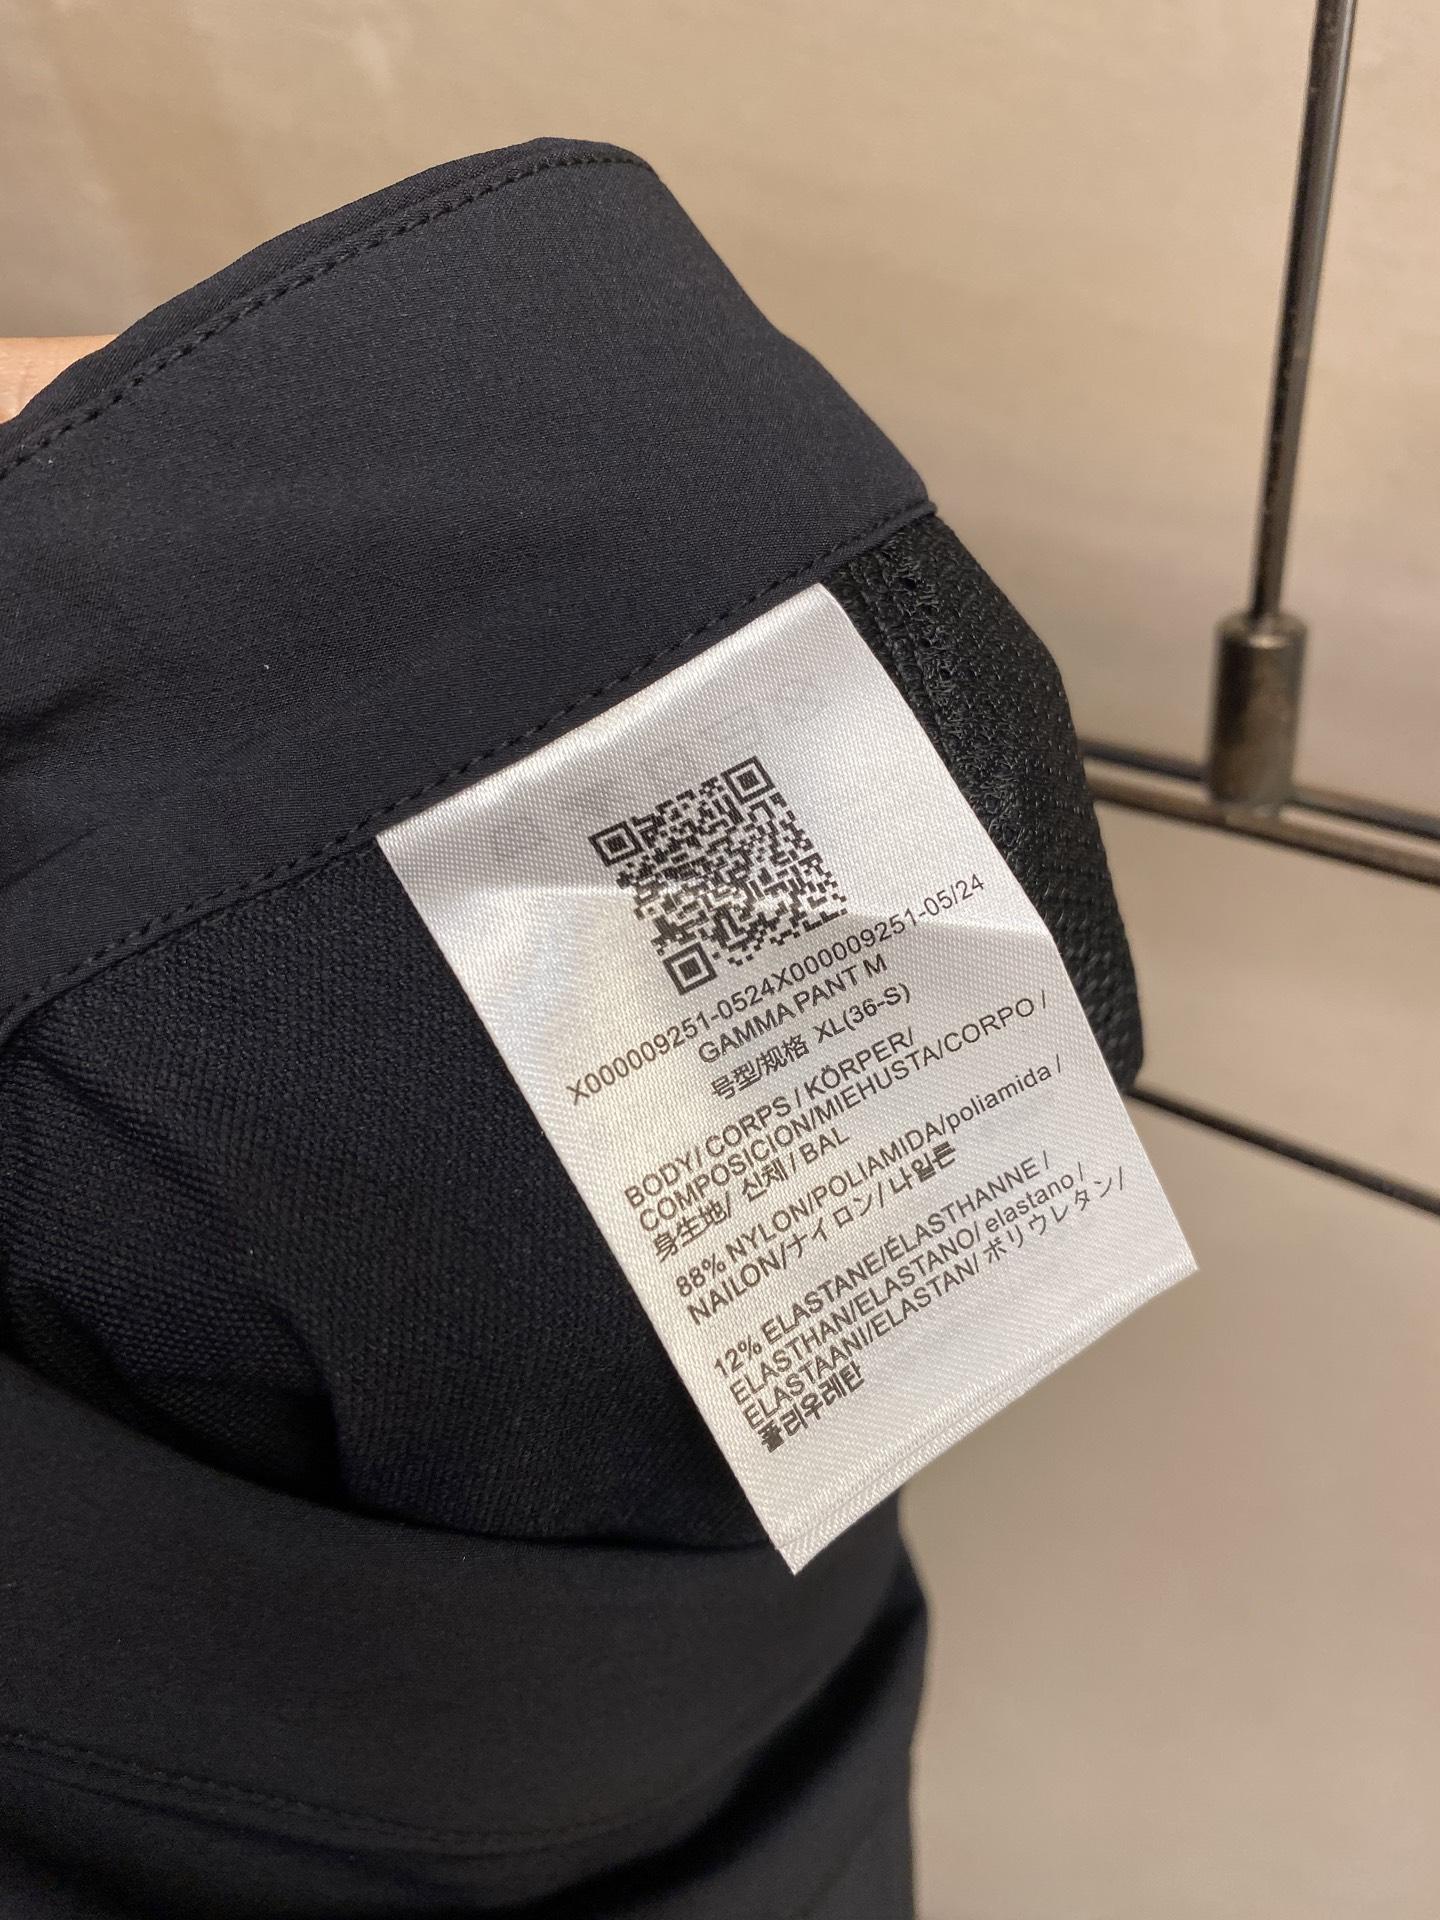 X000009251-0524X000009251-05/24
GAMMA PANT M
号型/规格 XL(36-S)
BODY/ CORPS / KÖRPER/
COMPOSICION/MIEHUSTA/CORPO /
身生地/ 신체 / BAL
88% NYLON/POLIAMIDA/poliamida /
NAILON/ナイロン / 나일론
12% ELASTANE/ÉLASTHANNE /
ELASTHAN/ELASTANO/ elastano /
ELASTAANI/ELASTAN/ ポリウレタン/
폴리우레탄